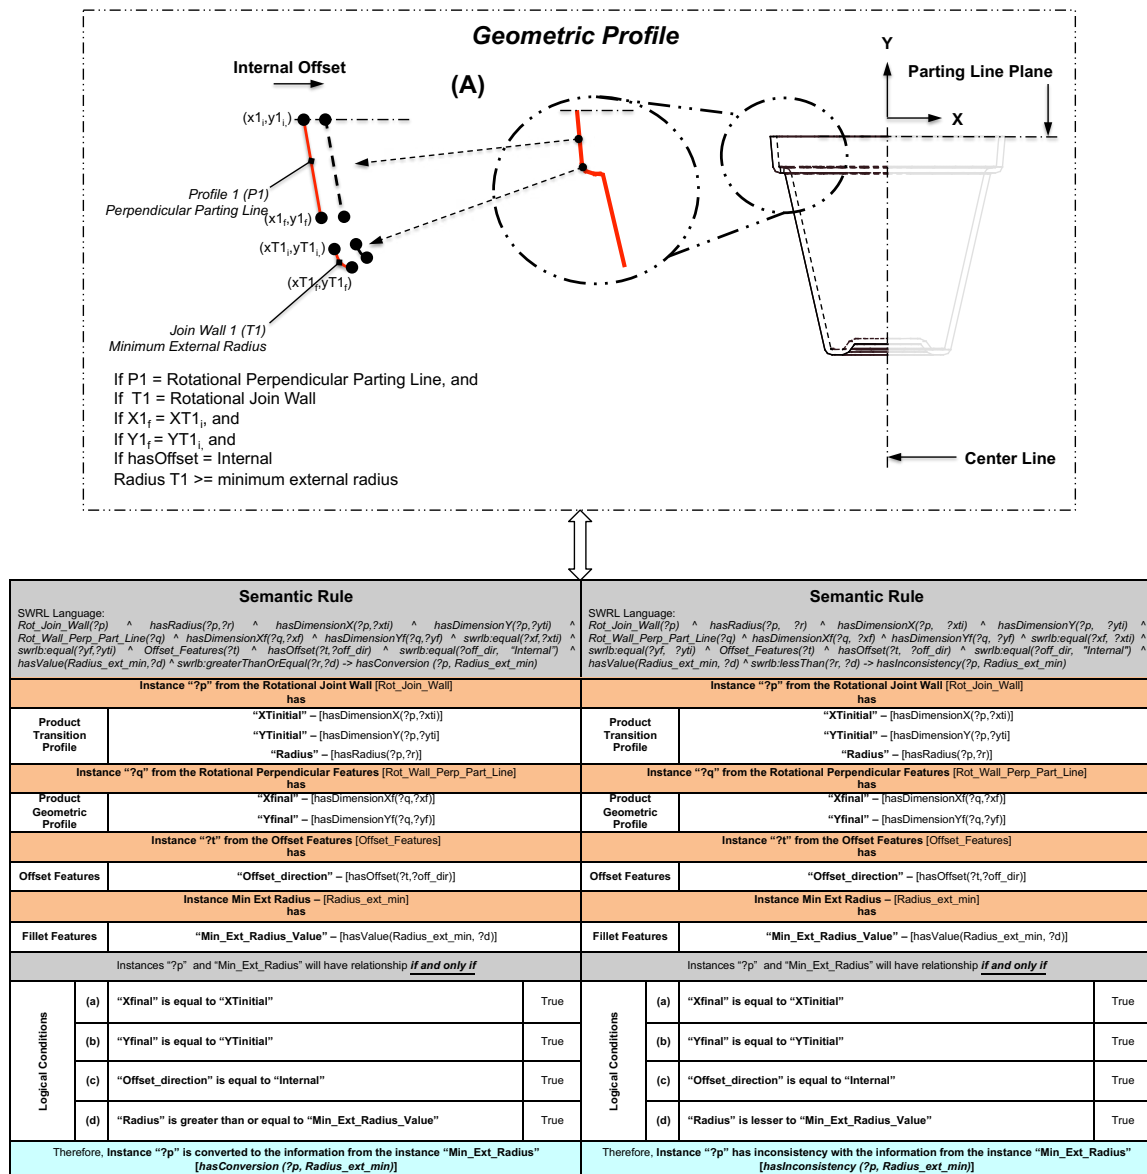 Geometric Profile
Internal Offset
(A)
Y
Parting Line Plane
X
(x1i,y1i,)
Profile 1 (P1)
Perpendicular Parting Line
(x1f,y1f)
(xT1i,yT1i,)
(xT1f,yT1f)
Join Wall 1 (T1)
Minimum External Radius
If P1 = Rotational Perpendicular Parting Line, and
If T1 = Rotational Join Wall
If X1f = XT1i, and
If Y1f = YT1i, and
If hasOffset = Internal
Radius T1 >= minimum external radius
Center Line
Semantic Rule
SWRL Language:
Rot_Join_Wall(?p) ^ hasRadius(?p,?r) ^ hasDimensionX(?p,?xti) ^ hasDimensionY(?p,?yti) ^
Rot_Wall_Perp_Part_Line(?q) ^ hasDimensionXf(?q,?xf) ^ hasDimensionYf(?q,?yf) ^ swrlb:equal(?xf,?xti) ^
swrlb:equal(?yf,?yti) ^ Offset_Features(?t) ^ hasOffset(?t,?off_dir) ^ swrlb:equal(?off_dir, "Internal") ^
hasValue(Radius_ext_min,?d) ^ swrlb:greaterThanOrEqual(?r,?d) -> hasConversion (?p, Radius_ext_min)
Instance "?p" from the Rotational Joint Wall [Rot_Join_Wall]
has
Product
Transition
Profile
"XTinitial" – [hasDimensionX(?p,?xti)]
"YTinitial" – [hasDimensionY(?p,?yti]
"Radius" – [hasRadius(?p,?r)]
Instance "?q" from the Rotational Perpendicular Features [Rot_Wall_Perp_Part_Line]
has
Product
Geometric
Profile
"Xfinal" – [hasDimensionXf(?q,?xf)]
"Yfinal" – [hasDimensionYf(?q,?yf)]
Instance "?t" from the Offset Features [Offset_Features]
has
Offset Features
"Offset_direction" – [hasOffset(?t,?off_dir)]
Instance Min Ext Radius – [Radius_ext_min]
has
Fillet Features
"Min_Ext_Radius_Value" – [hasValue(Radius_ext_min, ?d)]
Instances "?p" and "Min_Ext_Radius" will have relationship if and only if
Logical Conditions
(a) "Xfinal" is equal to "XTinitial" True
(b) "Yfinal" is equal to "YTinitial" True
(c) "Offset_direction" is equal to "Internal" True
(d) "Radius" is greater than or equal to "Min_Ext_Radius_Value" True
Therefore, Instance "?p" is converted to the information from the instance "Min_Ext_Radius"
[hasConversion (?p, Radius_ext_min)]
Semantic Rule
SWRL Language:
Rot_Join_Wall(?p) ^ hasRadius(?p, ?r) ^ hasDimensionX(?p, ?xti) ^ hasDimensionY(?p, ?yti) ^
Rot_Wall_Perp_Part_Line(?q) ^ hasDimensionXf(?q, ?xf) ^ hasDimensionYf(?q, ?yf) ^ swrlb:equal(?xf, ?xti) ^
swrlb:equal(?yf, ?yti) ^ Offset_Features(?t) ^ hasOffset(?t, ?off_dir) ^ swrlb:equal(?off_dir, "Internal") ^
hasValue(Radius_ext_min, ?d) ^ swrlb:lessThan(?r, ?d) -> hasInconsistency(?p, Radius_ext_min)
Instance "?p" from the Rotational Joint Wall [Rot_Join_Wall]
has
Product
Transition
Profile
"XTinitial" – [hasDimensionX(?p,?xti)]
"YTinitial" – [hasDimensionY(?p,?yti]
"Radius" – [hasRadius(?p,?r)]
Instance "?q" from the Rotational Perpendicular Features [Rot_Wall_Perp_Part_Line]
has
Product
Geometric
Profile
"Xfinal" – [hasDimensionXf(?q,?xf)]
"Yfinal" – [hasDimensionYf(?q,?yf)]
Instance "?t" from the Offset Features [Offset_Features]
has
Offset Features
"Offset_direction" – [hasOffset(?t,?off_dir)]
Instance Min Ext Radius – [Radius_ext_min]
has
Fillet Features
"Min_Ext_Radius_Value" – [hasValue(Radius_ext_min, ?d)]
Instances "?p" and "Min_Ext_Radius" will have relationship if and only if
Logical Conditions
(a) "Xfinal" is equal to "XTinitial" True
(b) "Yfinal" is equal to "YTinitial" True
(c) "Offset_direction" is equal to "Internal" True
(d) "Radius" is lesser to "Min_Ext_Radius_Value" True
Therefore, Instance "?p" has inconsistency with the information from the instance "Min_Ext_Radius"
[hasInconsistency (?p, Radius_ext_min)]